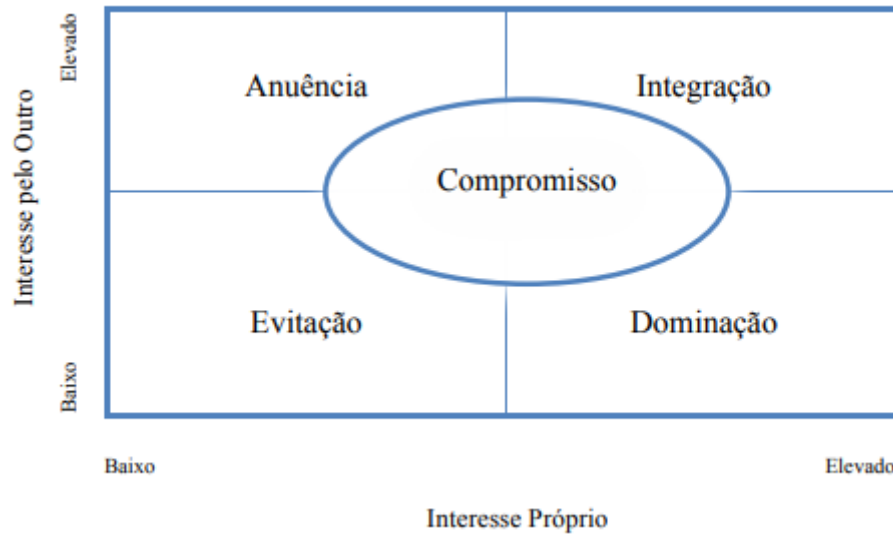 Elevado
Anuência
Integração
Interesse pelo Outro
Compromisso
Evitação
Dominação
Baixo
Baixo
Elevado
Interesse Próprio